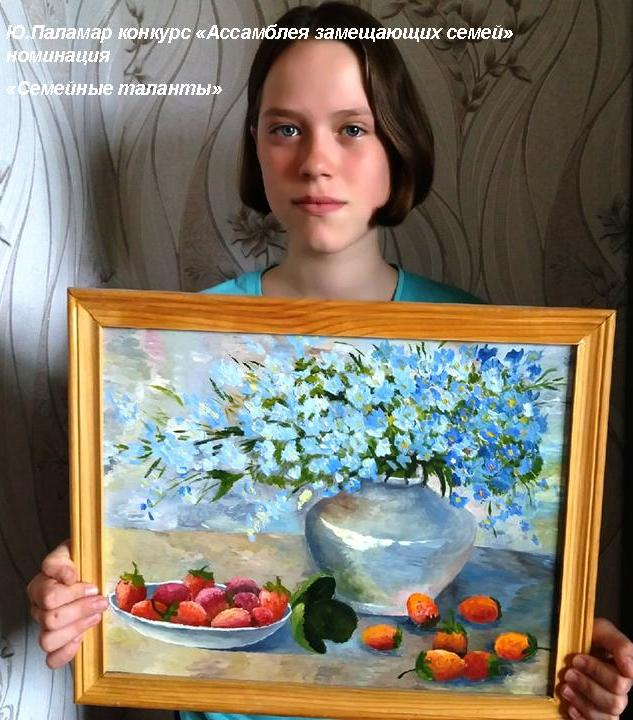 Ю.Паламар конкурс «Ассамблея замещающих семей»
номинация
«Семейные таланты»